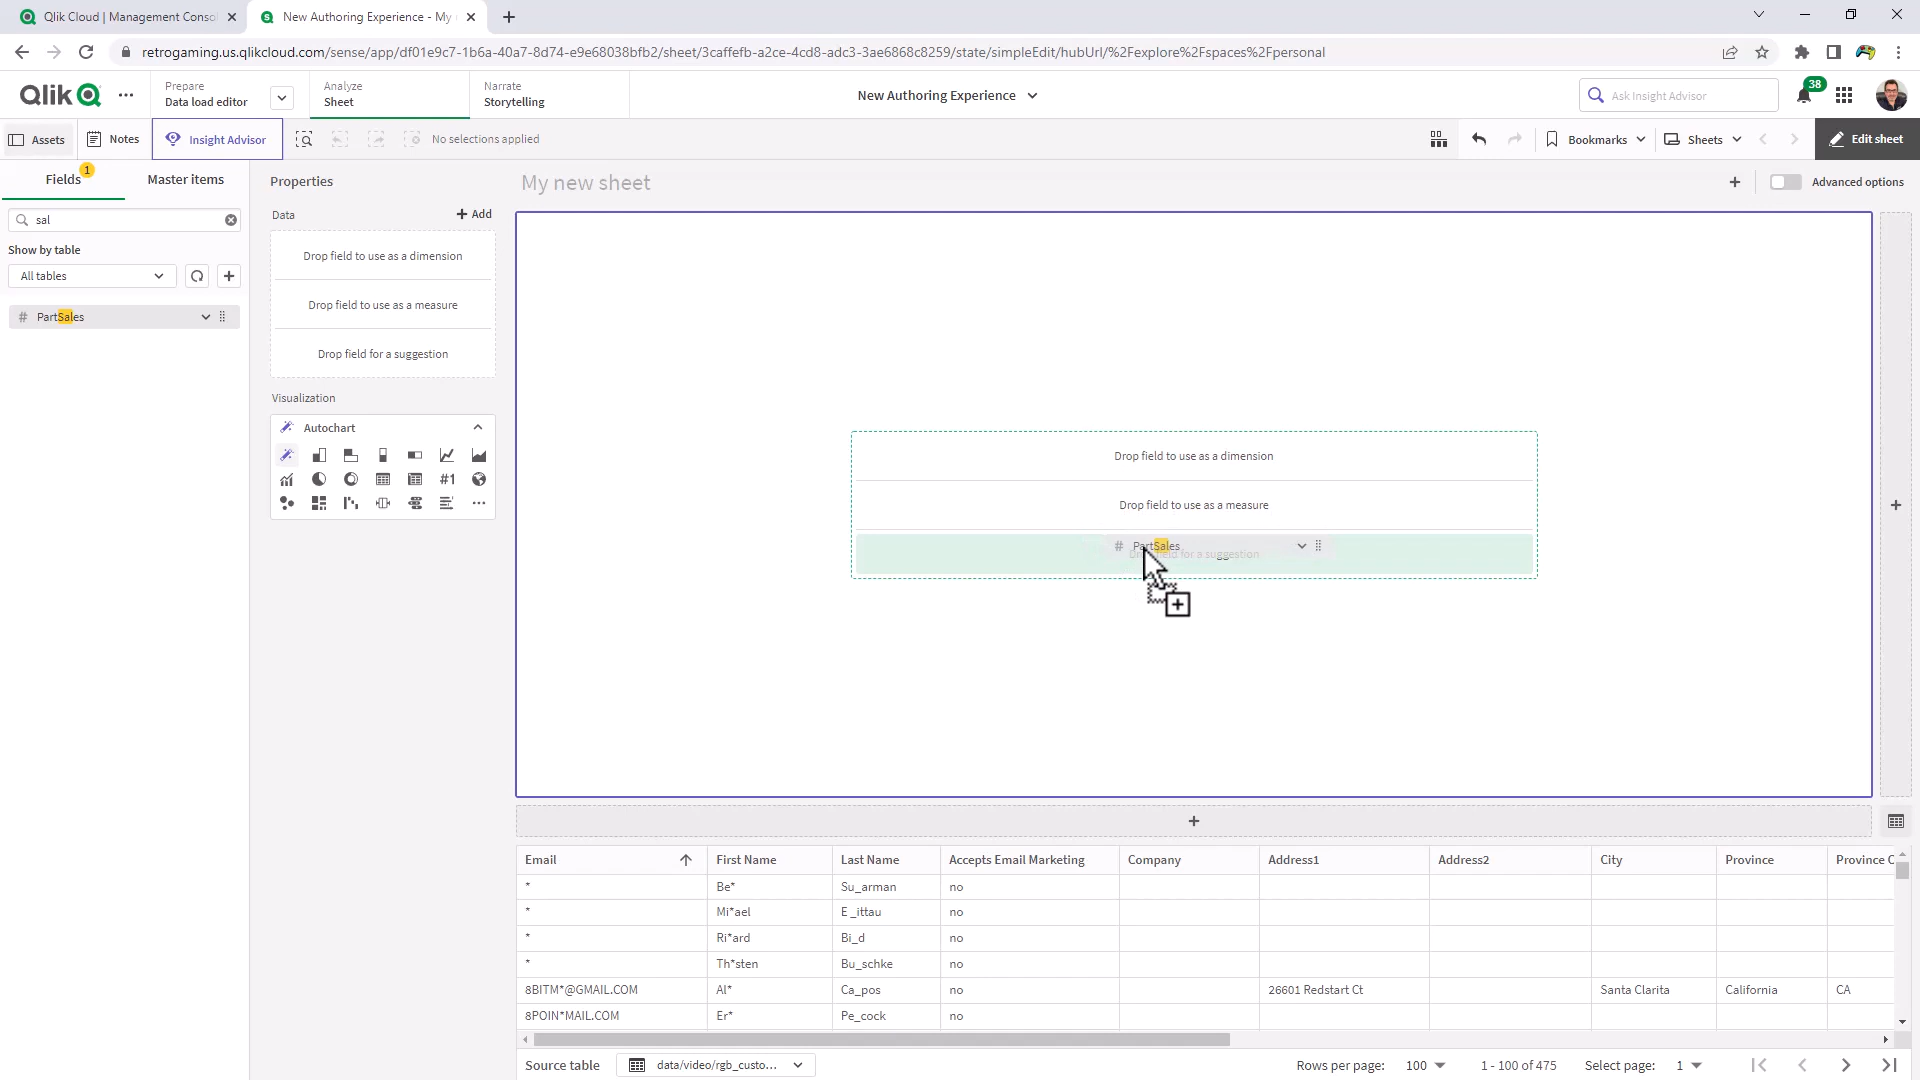 Qlik Cloud | Management Conso
New Authoring Experience - My
retrogaming.us.qlikcloud.com/sense/app/df01e9c7-1b6a-40a7-8d74-e9e68038bfb2/sheet/3caffefb-a2ce-4cd8-adc3-3ae6868c8259/state/simpleEdit/hubUrl/%2Fexplore%2Fspaces%2Fpersonal
Qlik
Prepare
Data load editor
Analyze
Sheet
Narrate
Storytelling
New Authoring Experience
Ask Insight Advisor
38
Assets
Notes
Insight Advisor
No selections applied
Bookmarks
Sheets
Edit sheet
Fields
1
Master items
Properties
My new sheet
Advanced options
sal
Data
Add
Show by table
All tables
# PartSales
Drop field to use as a dimension
Drop field to use as a measure
Drop field for a suggestion
Visualization
Autochart
#1
Drop field to use as a dimension
Drop field to use as a measure
# PartSales
Drop field for a suggestion
Email First Name Last Name Accepts Email Marketing Company Address1 Address2 City Province Province C
* Be* Su_arman no
* Mi*ael E_ittau no
* Ri*ard Bi_d no
* Th*sten Bu_schke no
8BITM*@GMAIL.COM Al* Ca_pos no 26601 Redstart Ct Santa Clarita California CA
8POIN*MAIL.COM Er* Pe_cock no
Source table data/video/rgb_custo... Rows per page: 100 1 - 100 of 475 Select page: 1